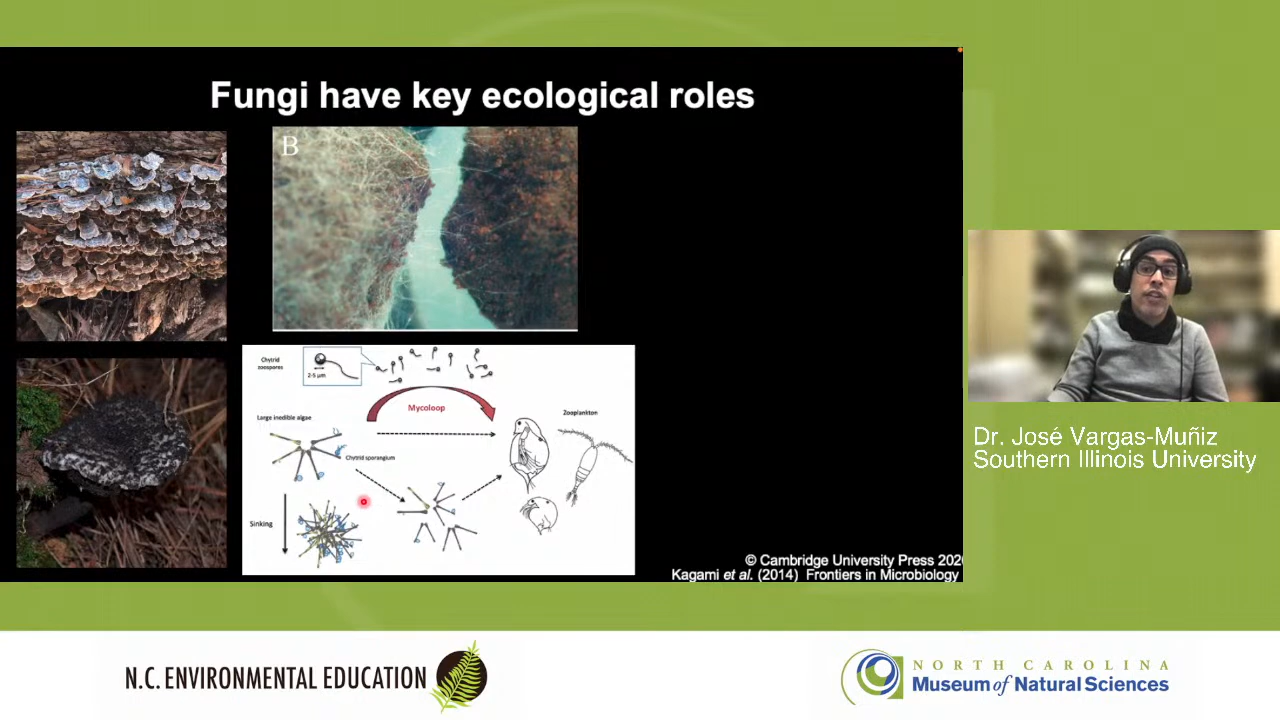 Fungi have key ecological roles
B
Chytrid
zoospores
2-5 µm
Mycoloop
Large inedible algae
Zooplankton
Chytrid sporangium
Sinking
© Cambridge University Press 202
Kagami et al. (2014) Frontiers in Microbiology
Dr. José Vargas-Muñiz
Southern Illinois University
N.C. ENVIRONMENTAL EDUCATION
NORTH CAROLINA
Museum of Natural Sciences